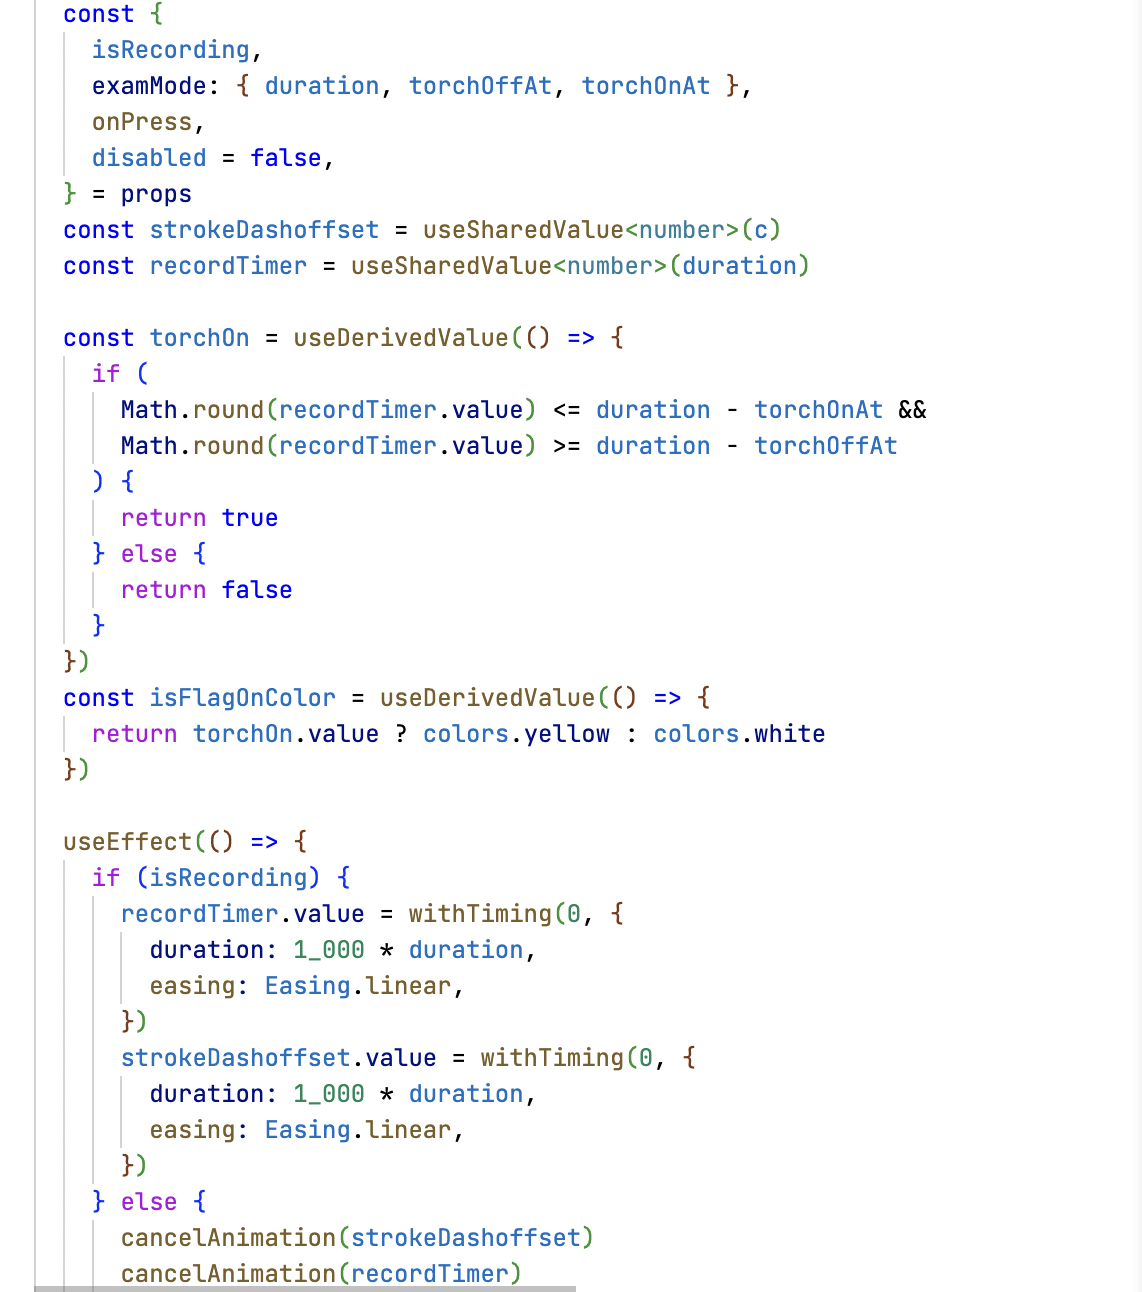 const {
  isRecording,
  examMode: { duration, torchOffAt, torchOnAt },
  onPress,
  disabled = false,
} = props
const strokeDashoffset = useSharedValue<number>(c)
const recordTimer = useSharedValue<number>(duration)

const torchOn = useDerivedValue(() => {
  if (
    Math.round(recordTimer.value) <= duration - torchOnAt &&
    Math.round(recordTimer.value) >= duration - torchOffAt
  ) {
    return true
  } else {
    return false
  }
})
const isFlagOnColor = useDerivedValue(() => {
  return torchOn.value ? colors.yellow : colors.white
})

useEffect(() => {
  if (isRecording) {
    recordTimer.value = withTiming(0, {
      duration: 1_000 * duration,
      easing: Easing.linear,
    })
    strokeDashoffset.value = withTiming(0, {
      duration: 1_000 * duration,
      easing: Easing.linear,
    })
  } else {
    cancelAnimation(strokeDashoffset)
    cancelAnimation(recordTimer)